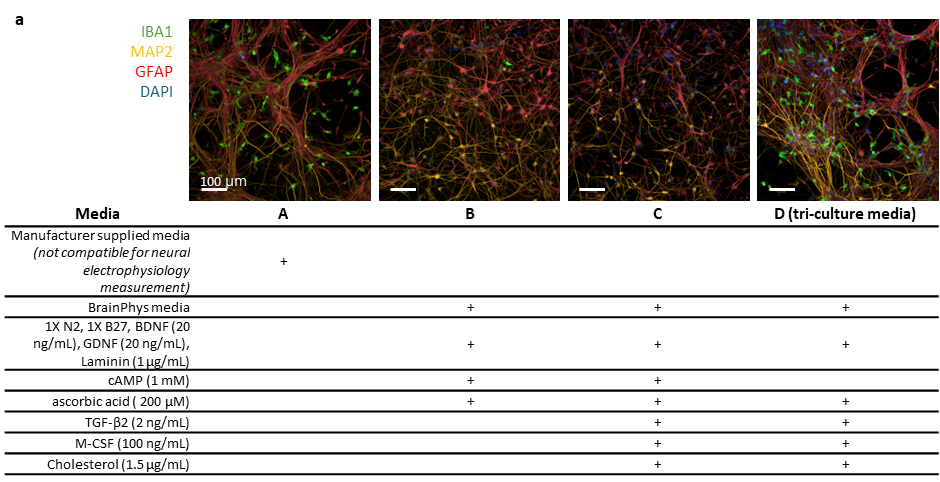 a
IBA1
MAP2
GFAP
DAPI
100 µm
Media A B C D (tri-culture media)
Manufacturer supplied media
(not compatible for neural
electrophysiology
measurement)
+
BrainPhys media + + +
1X N2, 1X B27, BDNF (20
ng/mL), GDNF (20 ng/mL),
Laminin (1 µg/mL)
+ + +
cAMP (1 mM) + +
ascorbic acid ( 200 µM) + + +
TGF-β2 (2 ng/mL) + +
M-CSF (100 ng/mL) + +
Cholesterol (1.5 µg/mL) + +